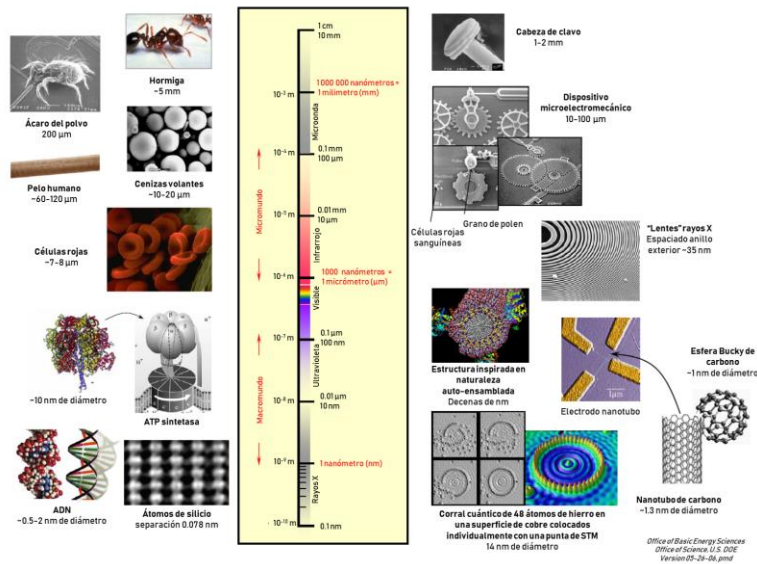 Hormiga
~5 mm
Ácaro del polvo
200 µm
Pelo humano
~60-120 µm
Cenizas volantes
~10-20 µm
Células rojas
~7-8 µm
~10 nm de diámetro
ATP sintetasa
ADN
~0.5-2 nm de diámetro
Átomos de silicio
separación 0.078 nm
1 cm
10 mm
10⁻³ m
1 000 000 nanómetros =
1 milímetro (mm)
Microonda
0.1 mm
100 µm
10⁻⁴ m
Micromundo
0.01 mm
10 µm
10⁻⁵ m
Infrarrojo
1000 nanómetros =
1 micrómetro (µm)
10⁻⁶ m
Visible
0.1 µm
100 nm
10⁻⁷ m
Ultravioleta
Macromundo
0.01 µm
10 nm
10⁻⁸ m
1 nanómetro (nm)
10⁻⁹ m
Rayos X
0.1 nm
10⁻¹⁰ m
Cabeza de clavo
1-2 mm
Dispositivo
microelectromecánico
10-100 µm
Grano de polen
Células rojas
sanguíneas
"Lentes" rayos X
Espaciado anillo
exterior ~35 nm
Estructura inspirada en
naturaleza
auto-ensamblada
Decenas de nm
1µm
Electrodo nanotubo
Esfera Bucky de
carbono
~1 nm de diámetro
Nanotubo de carbono
~1.3 nm de diámetro
Corral cuántico de 48 átomos de hierro en
una superficie de cobre colocados
individualmente con una punta de STM
14 nm de diámetro
Office of Basic Energy Sciences
Office of Science, U.S. DOE
Version 05-26-06, pmd